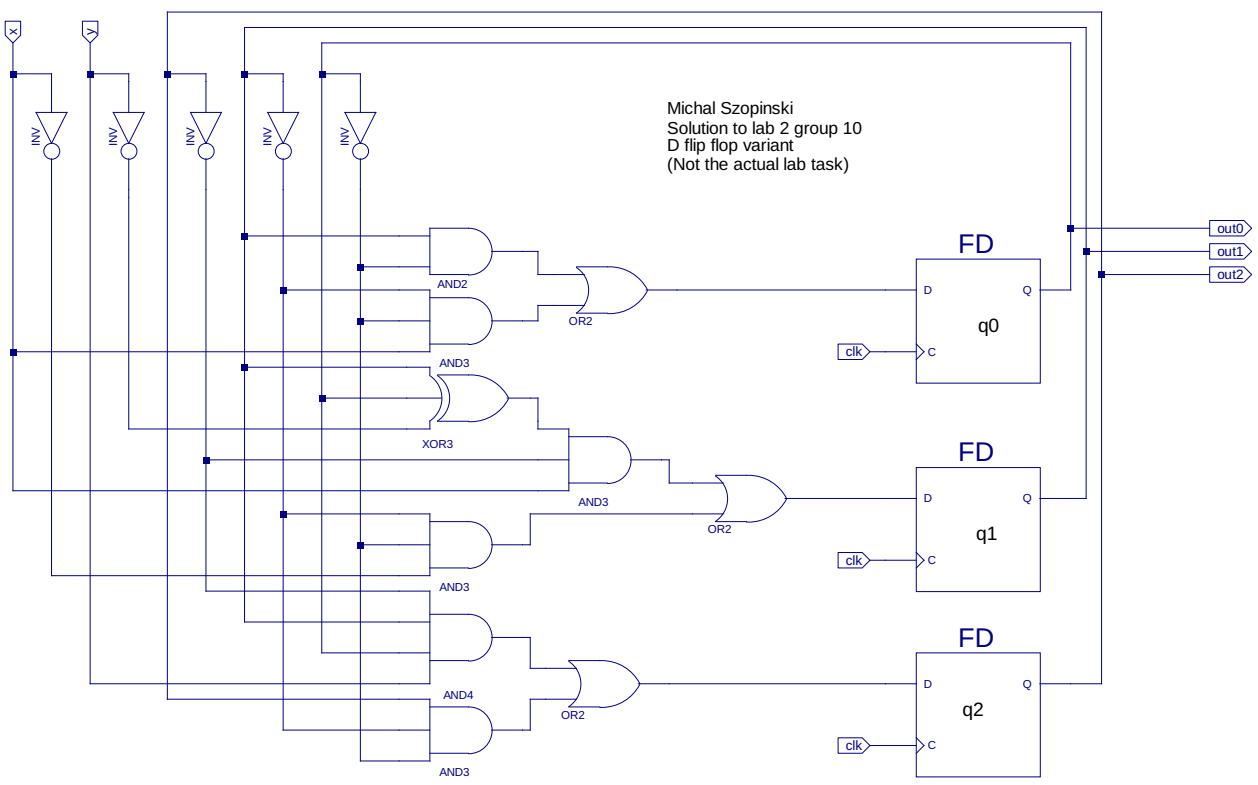 x
y
INV
INV
INV
INV
INV
Michal Szopinski
Solution to lab 2 group 10
D flip flop variant
(Not the actual lab task)
out0
out1
out2
FD
D
Q
q0
clk
C
AND2
OR2
AND3
XOR3
FD
D
Q
q1
clk
C
AND3
OR2
AND3
FD
D
Q
q2
clk
C
AND4
OR2
AND3